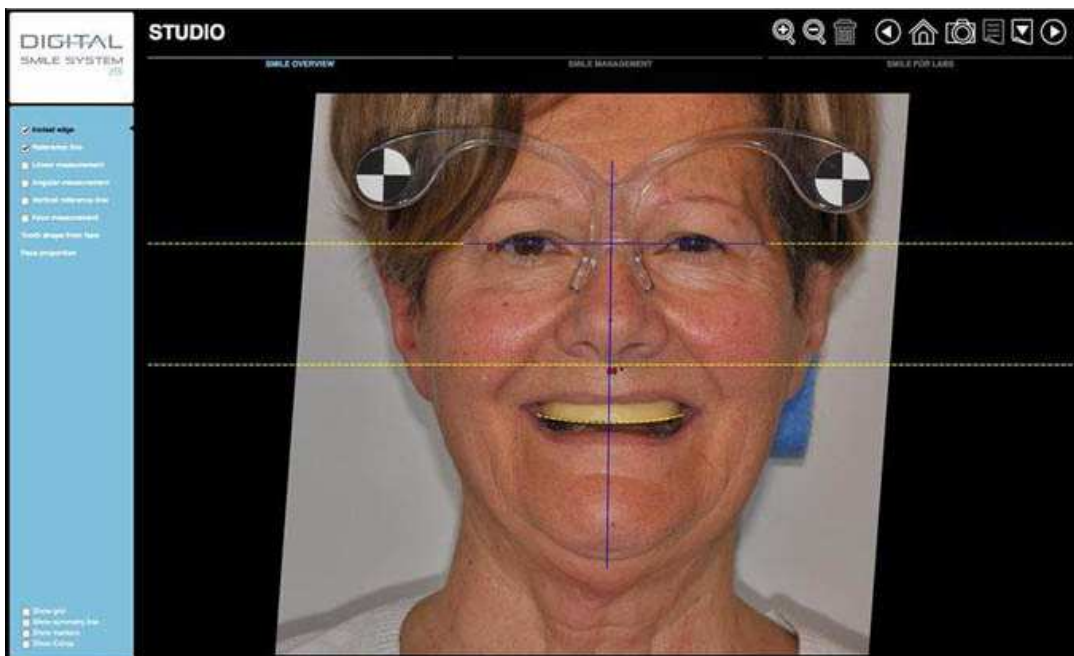 DIGITAL
SMILE SYSTEM
STUDIO
SMILE OVERVIEW
SMILE MANAGEMENT
SMILE FOR LABS
Incisal edge
Reference line
Linear measurement
Angular measurement
Vertical reference line
Face measurement
Tooth shape from face
Face proportion
Show grid
Show symmetry line
Show markers